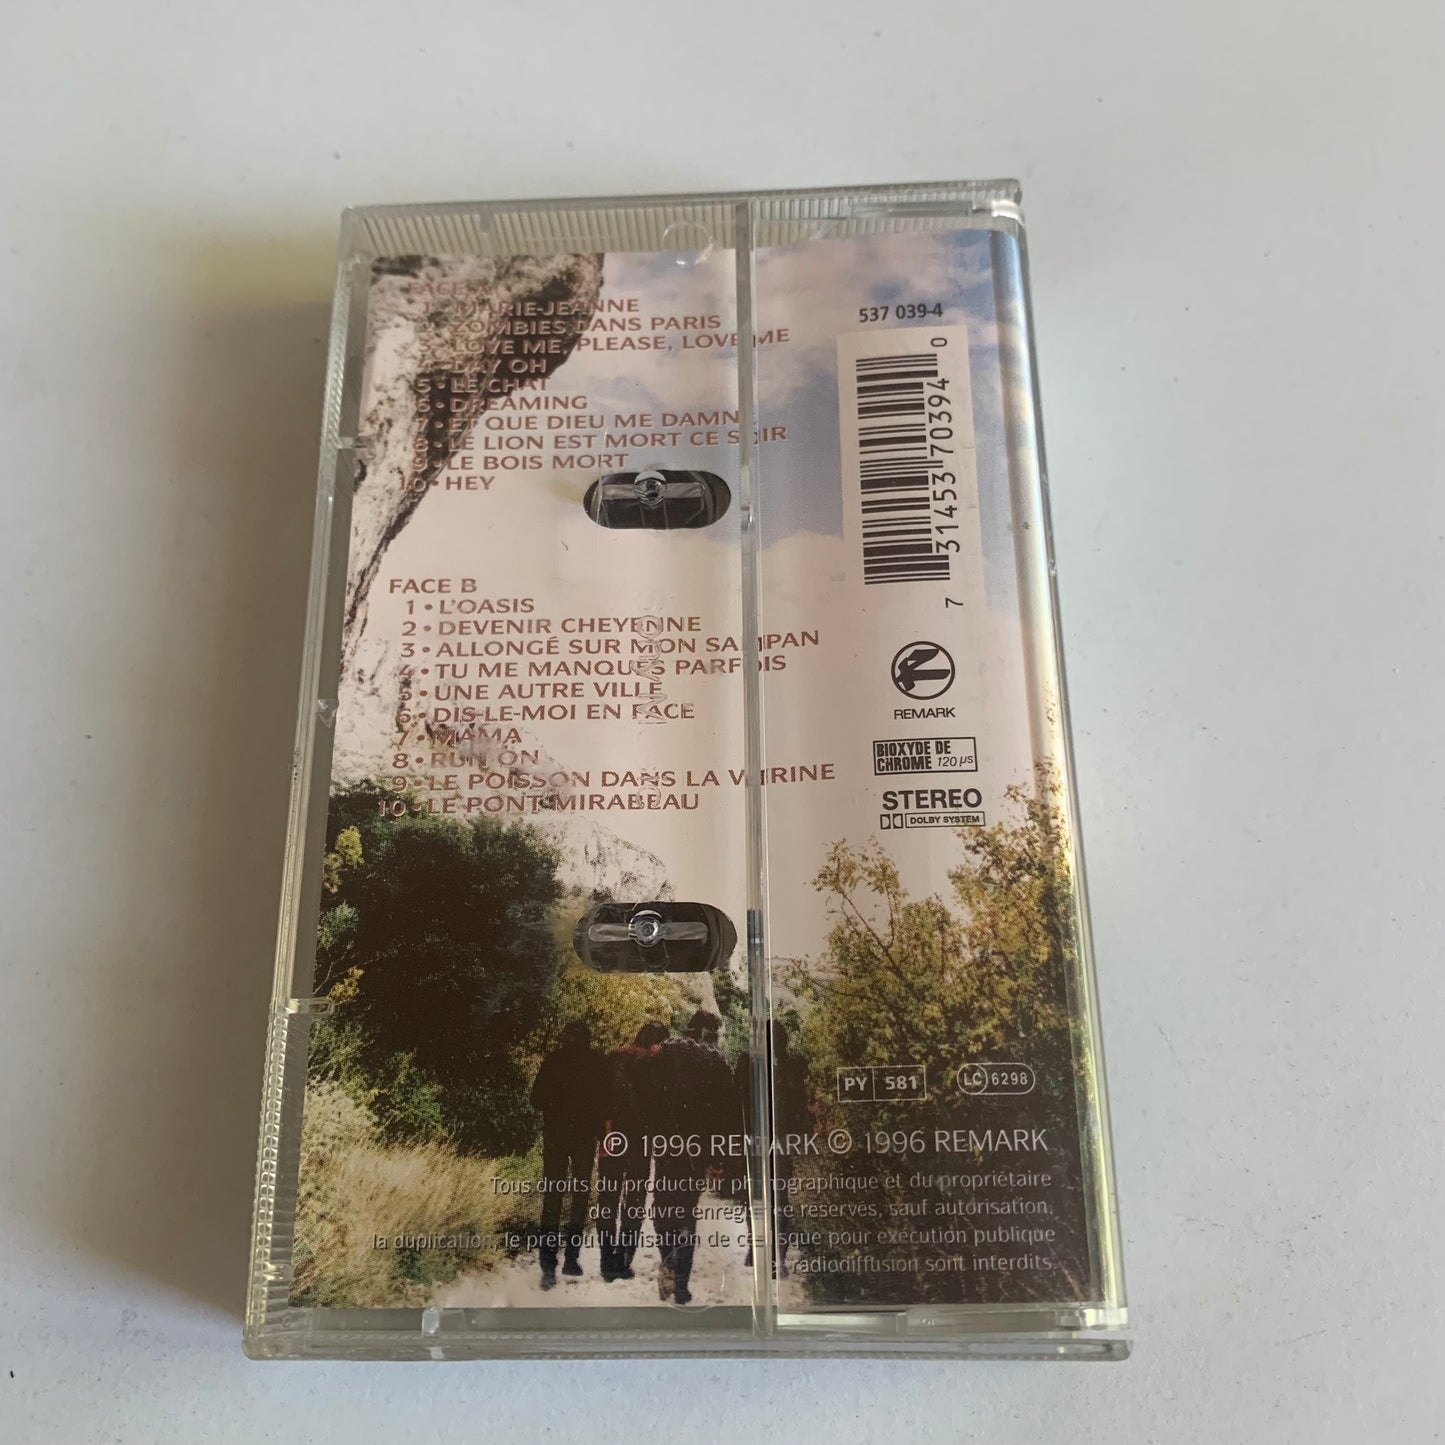 FACE
1 • MARIE-JEANNE
2 • ZOMBIES DANS PARIS
3 • LOVE ME, PLEASE, LOVE ME
4 • DAY OH
5 • LE CHAT
6 • DREAMING
7 • ET QUE DIEU ME DAMN
8 • LE LION EST MORT CE SOIR
9 • LE BOIS MORT
10 • HEY
FACE B
1 • L'OASIS
2 • DEVENIR CHEYENNE
3 • ALLONGÉ SUR MON SAMPAN
4 • TU ME MANQUES PARFOIS
5 • UNE AUTRE VILLE
6 • DIS-LE-MOI EN FACE
7 • MAMA
8 • RUN ON
9 • LE POISSON DANS LA VITRINE
10 • LE PONT MIRABEAU
537 039-4
7 31453 70394 0
REMARK
BIOXYDE DE
CHROME 120 µs
STEREO
DOLBY SYSTEM
PY 581
LC 6298
℗ 1996 REMARK © 1996 REMARK
Tous droits du producteur phonographique et du propriétaire
de l'œuvre enregistrée réservés, sauf autorisation,
la duplication, le prêt ou l'utilisation de ce disque pour exécution publique
et radiodiffusion sont interdits.